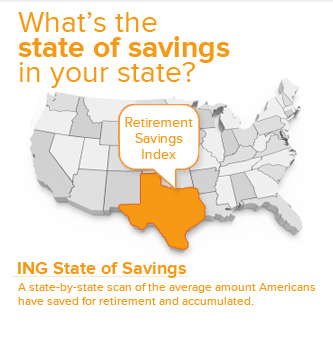 What's the
state of savings
in your state?
Retirement
Savings
Index
ING State of Savings
A state-by-state scan of the average amount Americans
have saved for retirement and accumulated.